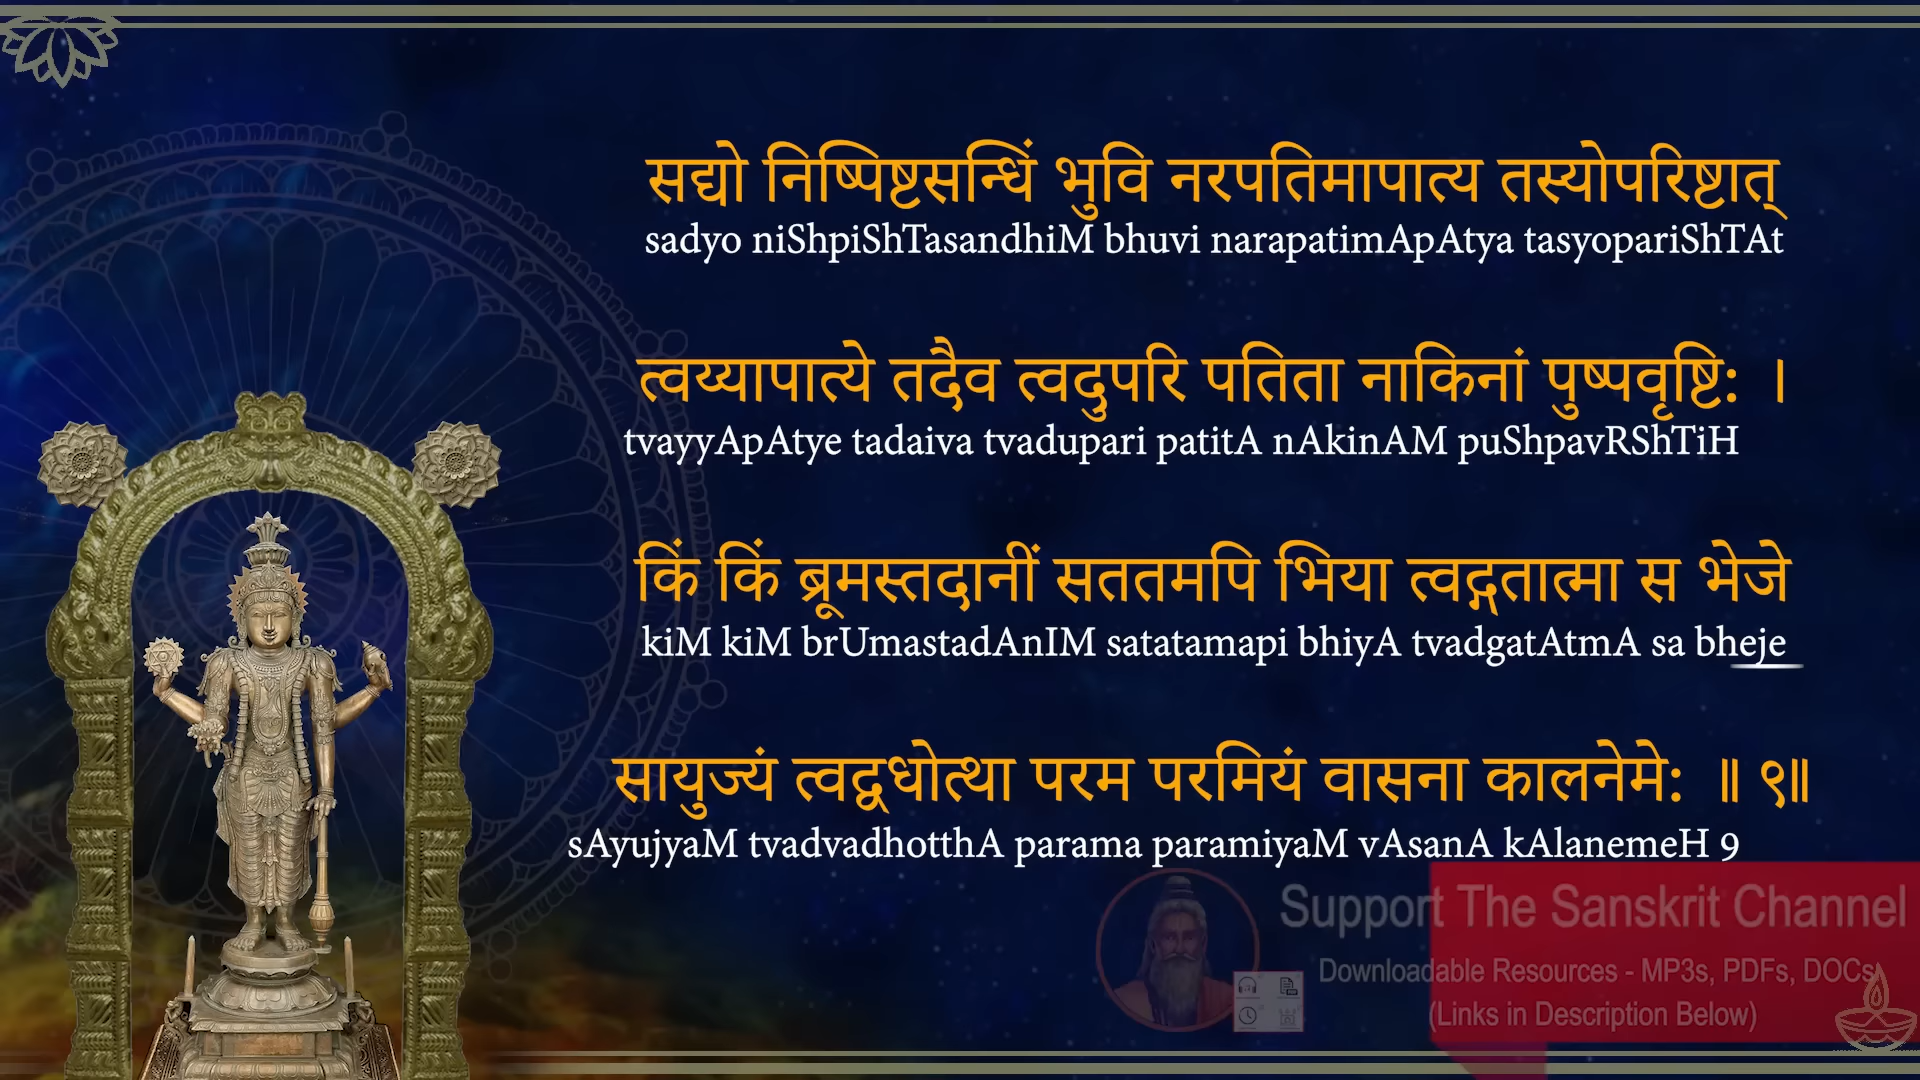 सद्यो निष्पिष्टसन्धिं भुवि नरपतिमापात्य तस्योपरिष्टात्
sadyo niShpiShTasandhiM bhuvi narapatimApAtya tasyopariShTAt
त्वय्यापात्ये तदैव त्वदुपरि पतिता नाकिनां पुष्पवृष्टिः ।
tvayyApAtye tadaiva tvadupari patitA nAkinAM puShpavRShTiH
किं किं ब्रूमस्तदानीं सततमपि भिया त्वद्गतात्मा स भेजे
kiM kiM brUmastadAnIM satatamapi bhiyA tvadgatAtmA sa bheje
सायुज्यं त्वद्वधोत्था परम परमियं वासना कालनेमेः ॥ ९॥
sAyujyaM tvadvadhotthA parama paramiyaM vAsanA kAlanemeH 9
Support The Sanskrit Channel
Downloadable Resources - MP3s, PDFs, DOCs
(Links in Description Below)